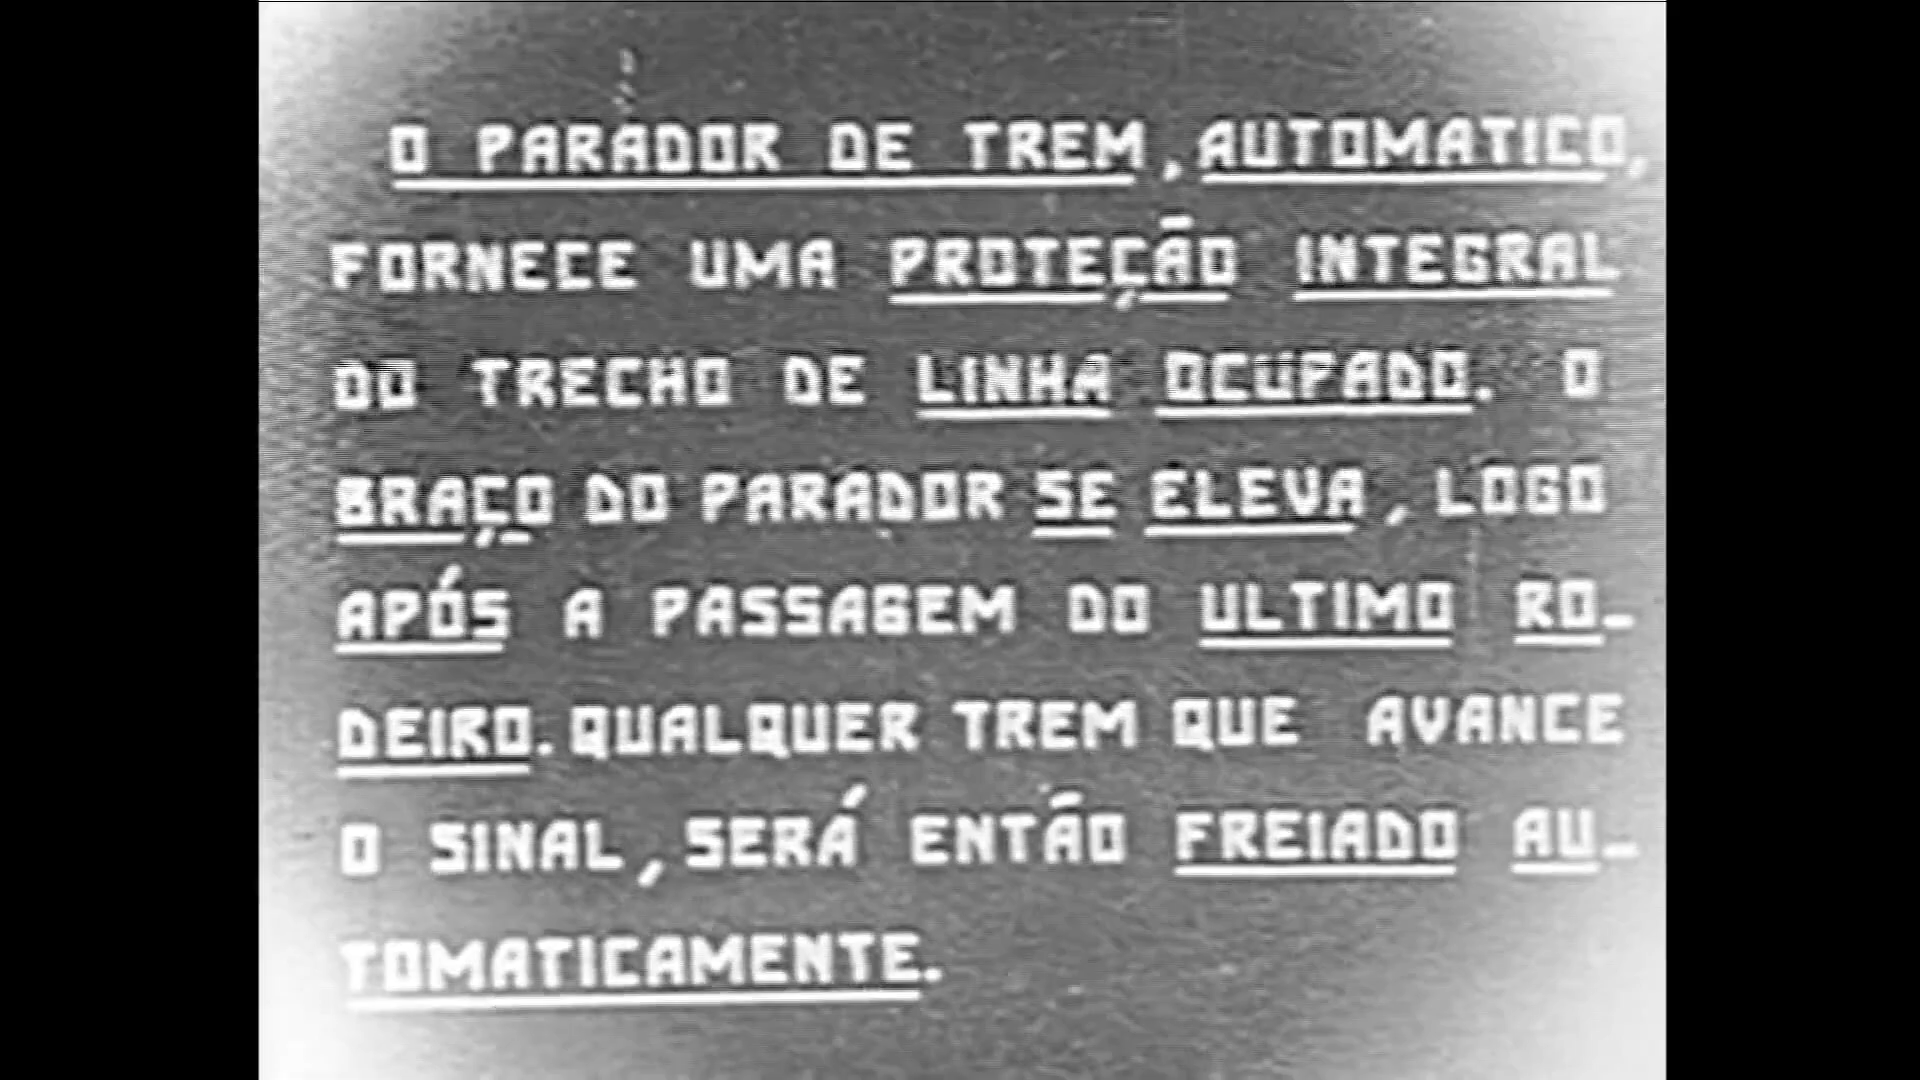 O PARADOR DE TREM, AUTOMATICO,
FORNECE UMA PROTEÇÃO INTEGRAL
DO TRECHO DE LINHA OCUPADO. O
BRAÇO DO PARADOR SE ELEVA, LOGO
APÓS A PASSAGEM DO ULTIMO RO-
DEIRO. QUALQUER TREM QUE AVANCE
O SINAL, SERÁ ENTÃO FREIADO AU-
TOMATICAMENTE.